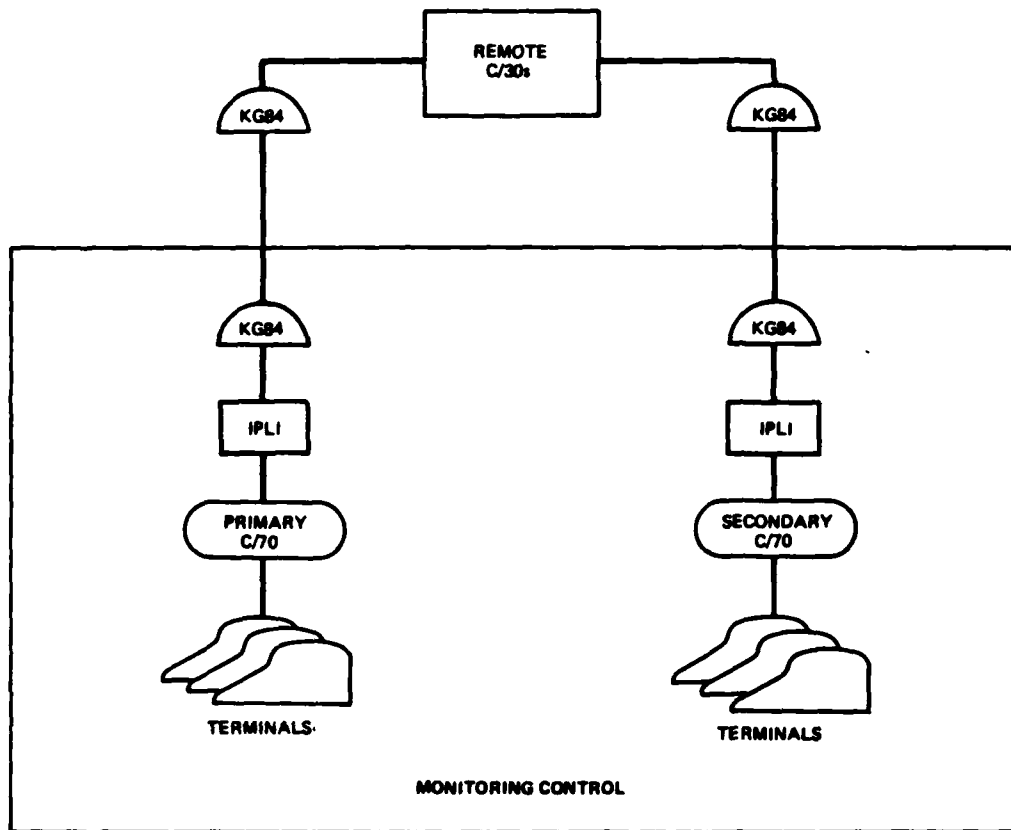 REMOTE
C/30s
KG84
KG84
KG84
KG84
IPLI
IPLI
PRIMARY
C/70
SECONDARY
C/70
TERMINALS
TERMINALS
MONITORING CONTROL